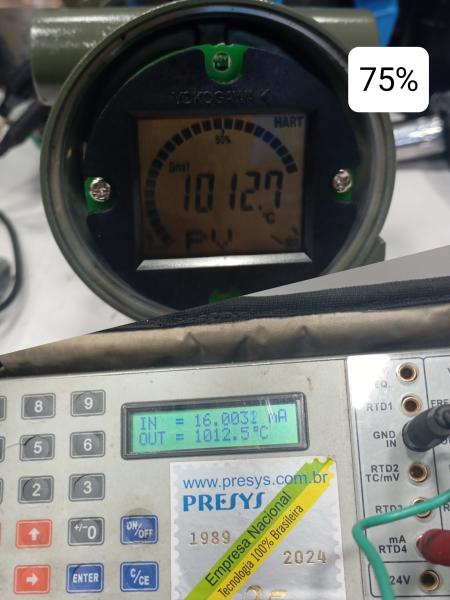 75%
YOKOGAWA
HART
50%
Sns1
1012.7
°C
PV
8 9
5 6
2 3
+/- 0
ON/OFF
ENTER
C/CE
IN = 16.0031 mA
OUT = 1012.5°C
www.presys.com.br
PRESYS
1989
Empresa Nacional
Tecnologia 100% Brasileira
2024
RTD1
GND
IN
RTD2
TC/mV
mA
RTD4
24V